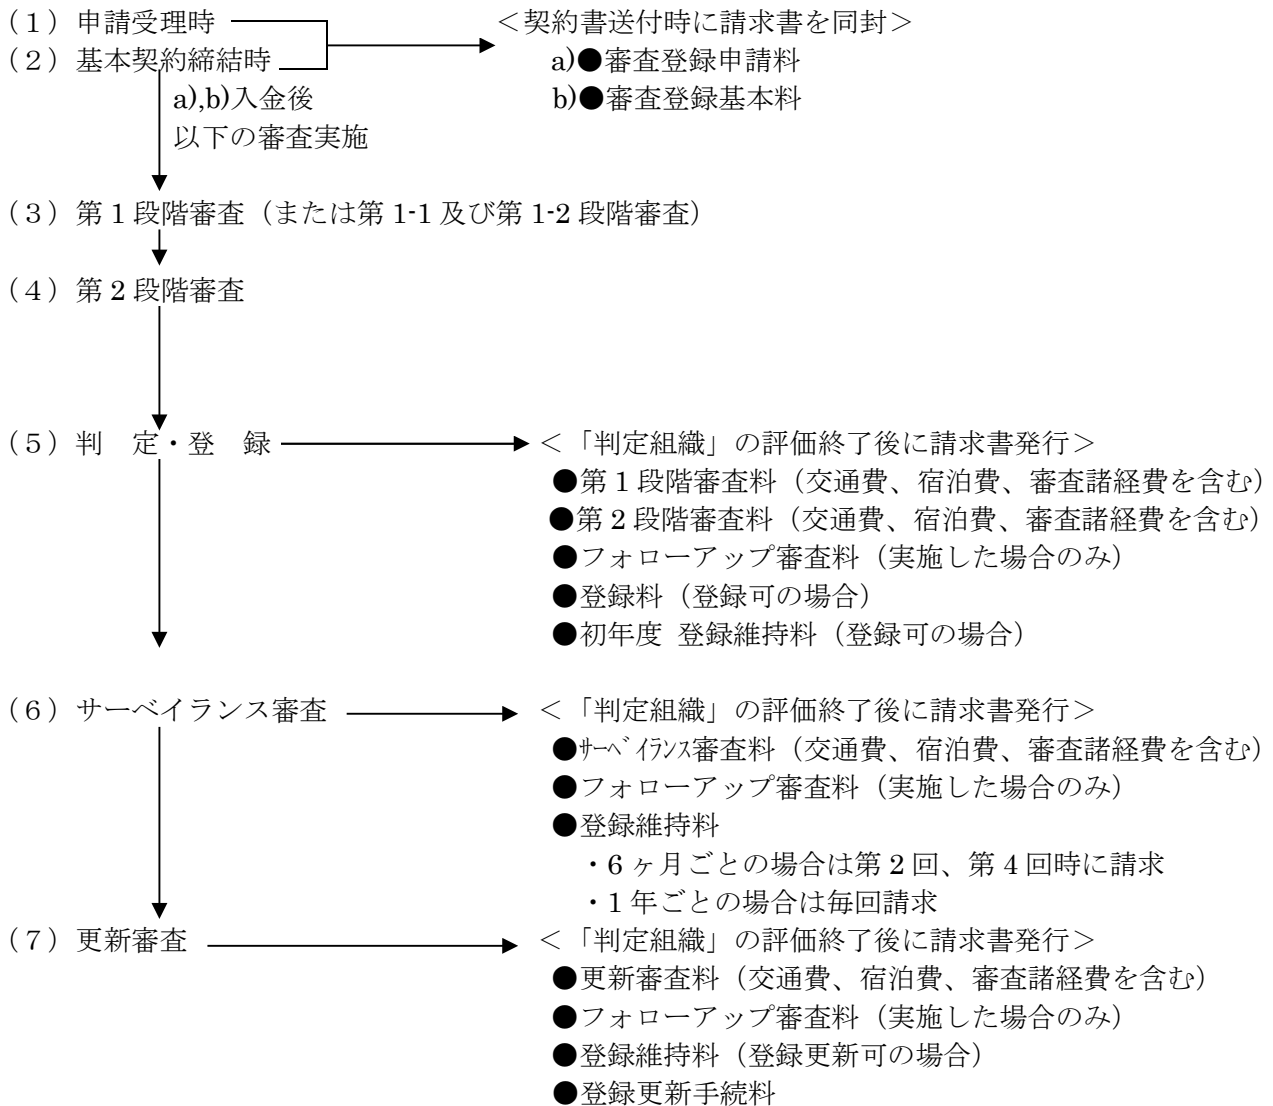 （１）申請受理時 ＜契約書送付時に請求書を同封＞
（２）基本契約締結時 a)●審査登録申請料
a),b)入金後 b)●審査登録基本料
以下の審査実施
（３）第 1 段階審査（または第 1-1 及び第 1-2 段階審査）
（４）第 2 段階審査
（５）判　定・登　録 ＜「判定組織」の評価終了後に請求書発行＞
●第 1 段階審査料（交通費、宿泊費、審査諸経費を含む）
●第 2 段階審査料（交通費、宿泊費、審査諸経費を含む）
●フォローアップ審査料（実施した場合のみ）
●登録料（登録可の場合）
●初年度 登録維持料（登録可の場合）
（６）サーベイランス審査 ＜「判定組織」の評価終了後に請求書発行＞
●ｻｰﾍﾞｲﾗﾝｽ審査料（交通費、宿泊費、審査諸経費を含む）
●フォローアップ審査料（実施した場合のみ）
●登録維持料
・6 ヶ月ごとの場合は第 2 回、第 4 回時に請求
・1 年ごとの場合は毎回請求
（７）更新審査 ＜「判定組織」の評価終了後に請求書発行＞
●更新審査料（交通費、宿泊費、審査諸経費を含む）
●フォローアップ審査料（実施した場合のみ）
●登録維持料（登録更新可の場合）
●登録更新手続料